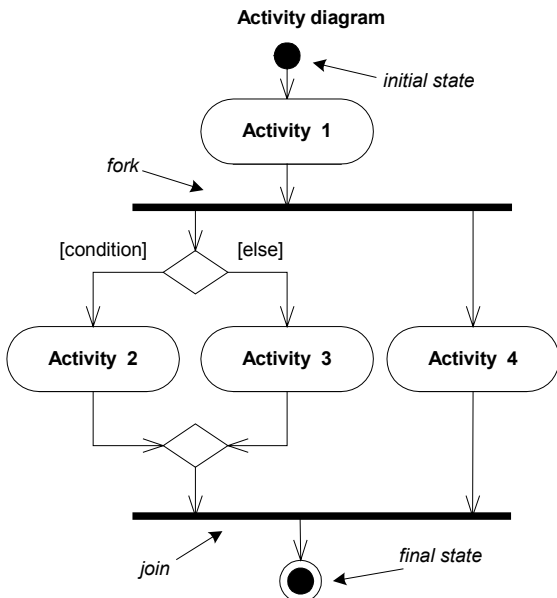 Activity diagram
initial state
Activity 1
fork
[condition]
[else]
Activity 2
Activity 3
Activity 4
join
final state